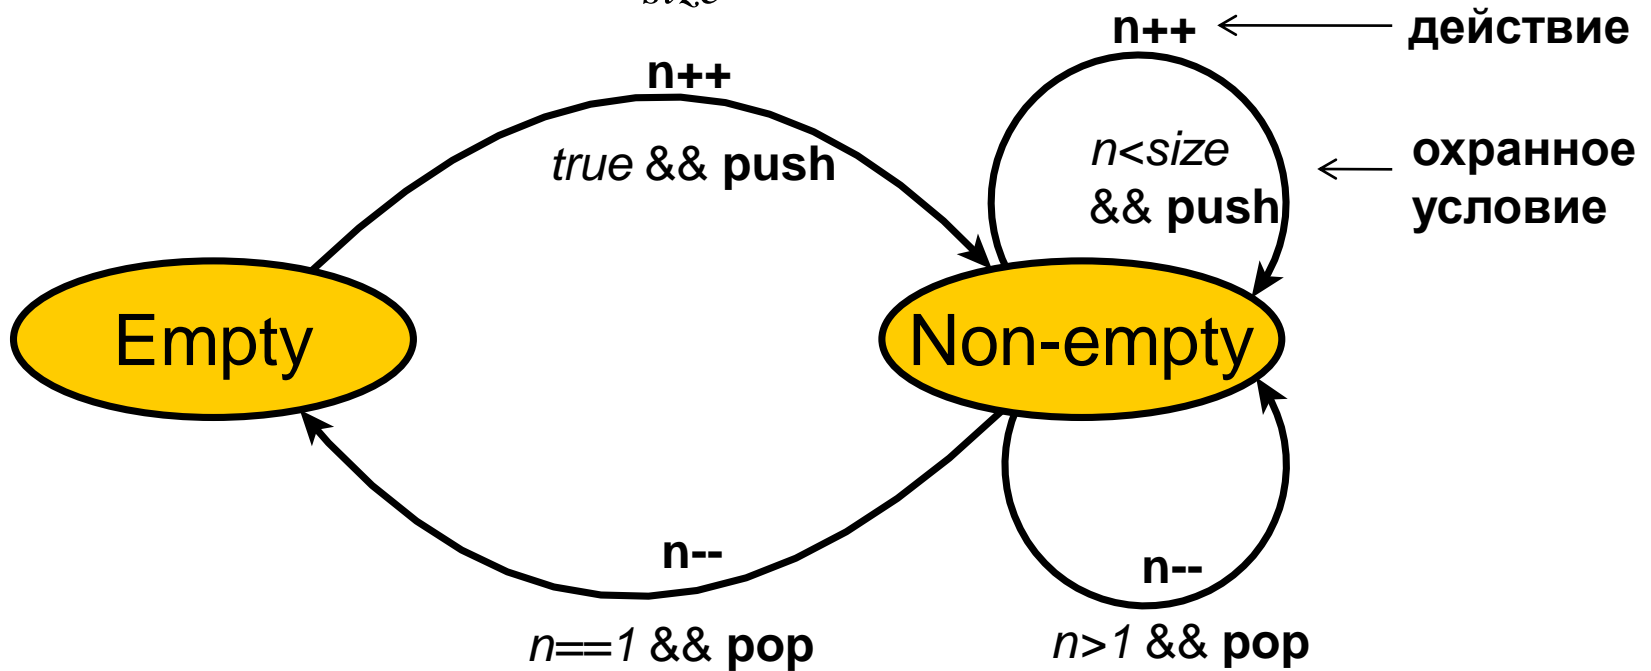 n++
действие
n++
true && push
n<size
&& push
охранное
условие
Empty
Non-empty
n--
n==1 && pop
n--
n>1 && pop